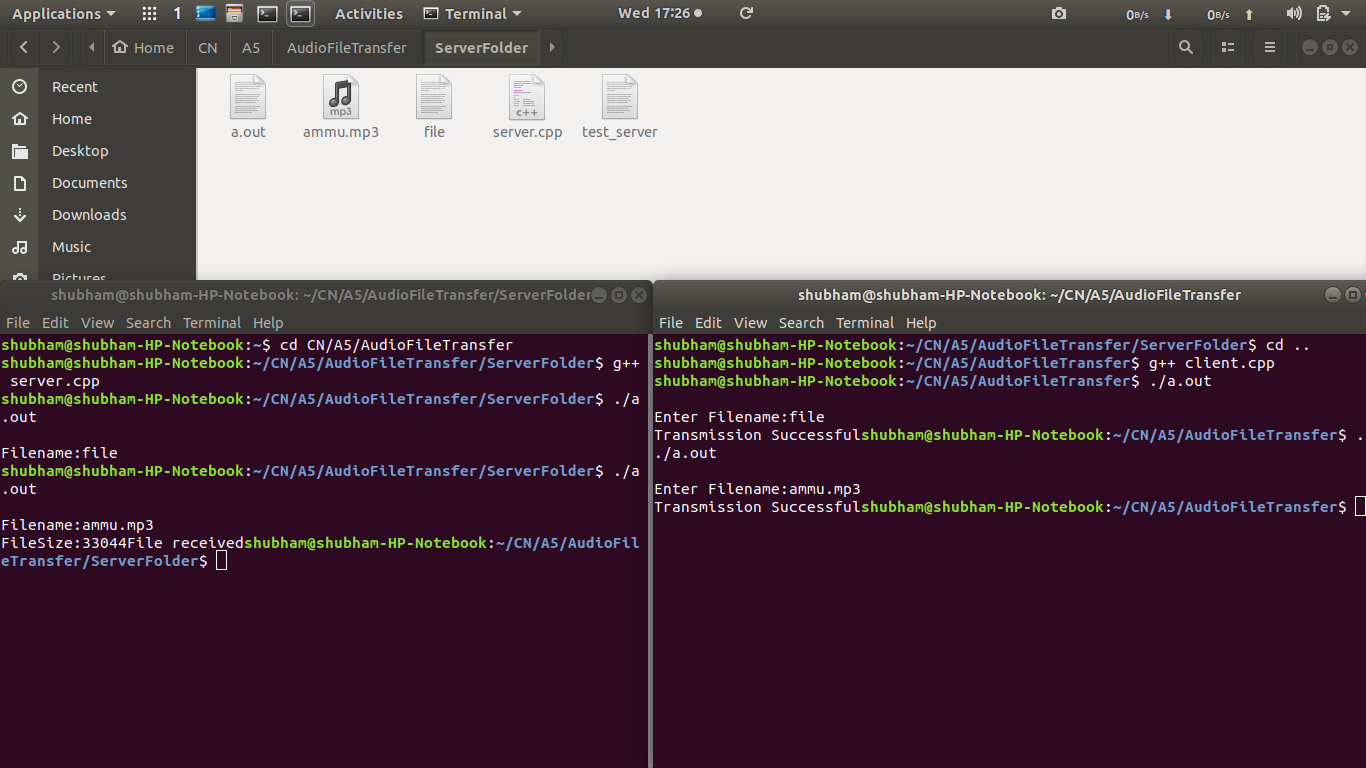 Applications 1 Activities Terminal Wed 17:26 0B/s 0B/s
Home CN A5 AudioFileTransfer ServerFolder
Recent
Home
Desktop
Documents
Downloads
Music
Pictures
mp3
c++
a.out ammu.mp3 file server.cpp test_server
shubham@shubham-HP-Notebook: ~/CN/A5/AudioFileTransfer/ServerFolder
File Edit View Search Terminal Help
shubham@shubham-HP-Notebook:~$ cd CN/A5/AudioFileTransfer
shubham@shubham-HP-Notebook:~/CN/A5/AudioFileTransfer/ServerFolder$ g++
server.cpp
shubham@shubham-HP-Notebook:~/CN/A5/AudioFileTransfer/ServerFolder$ ./a
.out
Filename:file
shubham@shubham-HP-Notebook:~/CN/A5/AudioFileTransfer/ServerFolder$ ./a
.out
Filename:ammu.mp3
FileSize:33044File receivedshubham@shubham-HP-Notebook:~/CN/A5/AudioFil
eTransfer/ServerFolder$
shubham@shubham-HP-Notebook: ~/CN/A5/AudioFileTransfer
File Edit View Search Terminal Help
shubham@shubham-HP-Notebook:~/CN/A5/AudioFileTransfer/ServerFolder$ cd ..
shubham@shubham-HP-Notebook:~/CN/A5/AudioFileTransfer$ g++ client.cpp
shubham@shubham-HP-Notebook:~/CN/A5/AudioFileTransfer$ ./a.out
Enter Filename:file
Transmission Successfulshubham@shubham-HP-Notebook:~/CN/A5/AudioFileTransfer$ .
./a.out
Enter Filename:ammu.mp3
Transmission Successfulshubham@shubham-HP-Notebook:~/CN/A5/AudioFileTransfer$